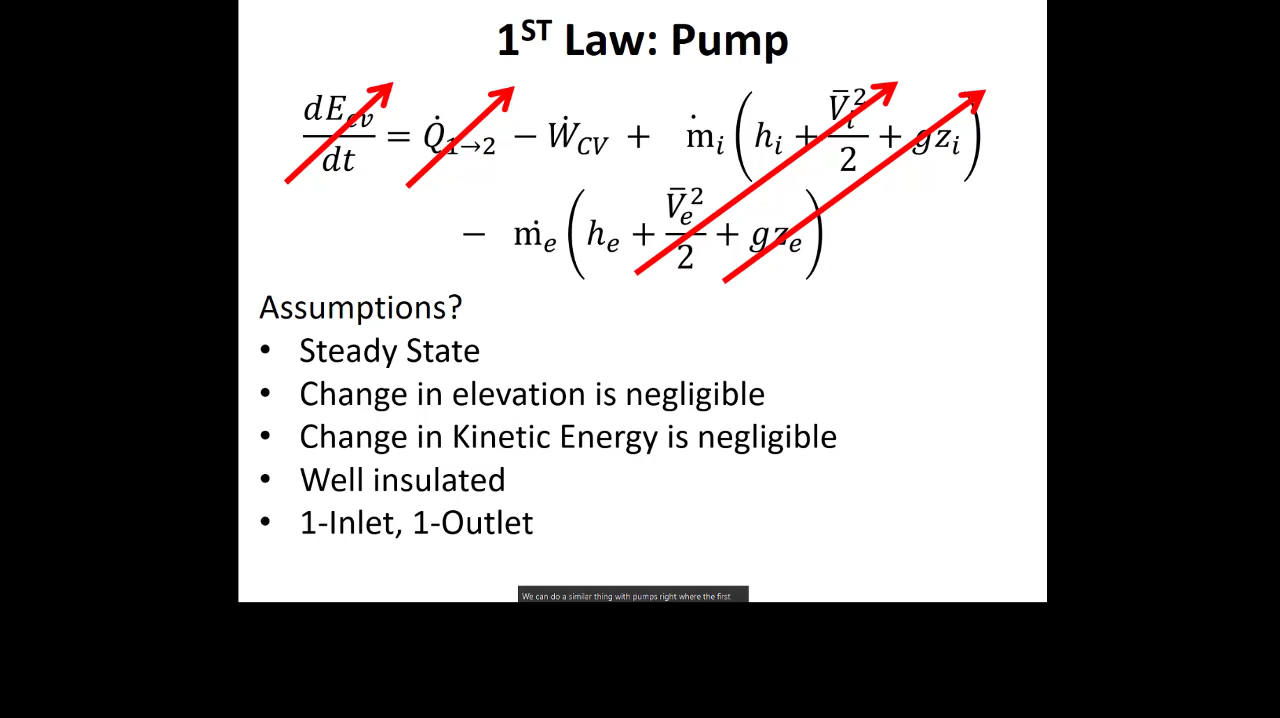 1ST Law: Pump
dE_cv/dt = Q̇_1→2 − Ẇ_CV + ṁ_i (h_i + V̄_i²/2 + gz_i)
− ṁ_e (h_e + V̄_e²/2 + gz_e)
Assumptions?
• Steady State
• Change in elevation is negligible
• Change in Kinetic Energy is negligible
• Well insulated
• 1-Inlet, 1-Outlet
We can do a similar thing with pumps right where the first